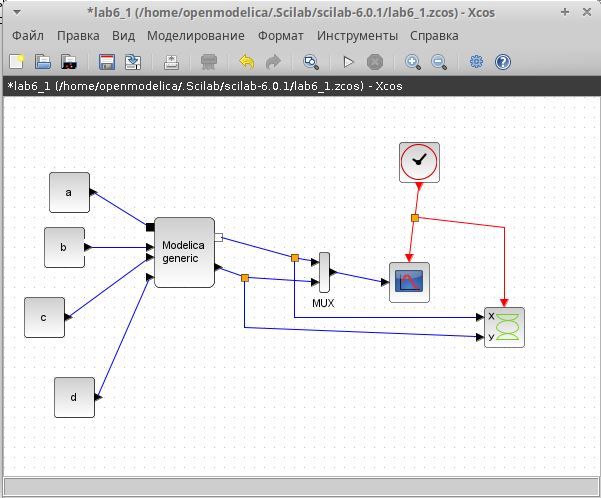 *lab6_1 (/home/openmodelica/.Scilab/scilab-6.0.1/lab6_1.zcos) - Xcos
Файл Правка Вид Моделирование Формат Инструменты Справка
*lab6_1 (/home/openmodelica/.Scilab/scilab-6.0.1/lab6_1.zcos) - Xcos
a
b
Modelica
generic
c
MUX
X
y
d